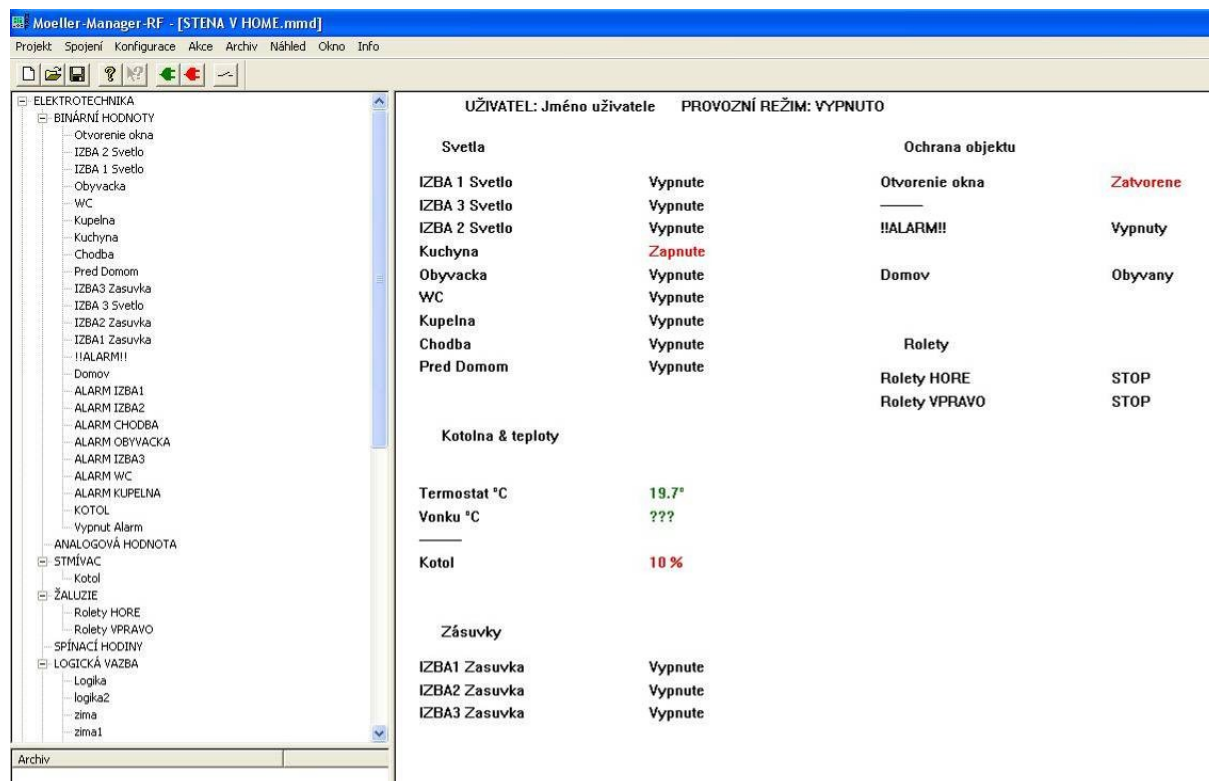 Moeller-Manager-RF - [STENA V HOME.mmd]
Projekt Spojení Konfigurace Akce Archiv Náhled Okno Info
ELEKTROTECHNIKA
BINÁRNÍ HODNOTY
Otvorenie okna
IZBA 2 Svetlo
IZBA 1 Svetlo
Obyvacka
WC
Kupelna
Kuchyna
Chodba
Pred Domom
IZBA3 Zasuvka
IZBA 3 Svetlo
IZBA2 Zasuvka
IZBA1 Zasuvka
!!ALARM!!
Domov
ALARM IZBA1
ALARM IZBA2
ALARM CHODBA
ALARM OBYVACKA
ALARM IZBA3
ALARM WC
ALARM KUPELNA
KOTOL
Vypnut Alarm
ANALOGOVÁ HODNOTA
STMÍVAC
Kotol
ŽALUZIE
Rolety HORE
Rolety VPRAVO
SPÍNACÍ HODINY
LOGICKÁ VAZBA
Logika
logika2
zima
zima1
Archiv
UŽIVATEL: Jméno uživatele PROVOZNÍ REŽIM: VYPNUTO
Svetla
IZBA 1 Svetlo Vypnute
IZBA 3 Svetlo Vypnute
IZBA 2 Svetlo Vypnute
Kuchyna Zapnute
Obyvacka Vypnute
WC Vypnute
Kupelna Vypnute
Chodba Vypnute
Pred Domom Vypnute
Kotolna & teploty
Termostat °C 19.7°
Vonku °C ???
Kotol 10 %
Zásuvky
IZBA1 Zasuvka Vypnute
IZBA2 Zasuvka Vypnute
IZBA3 Zasuvka Vypnute
Ochrana objektu
Otvorenie okna Zatvorene
!!ALARM!! Vypnuty
Domov Obyvany
Rolety
Rolety HORE STOP
Rolety VPRAVO STOP